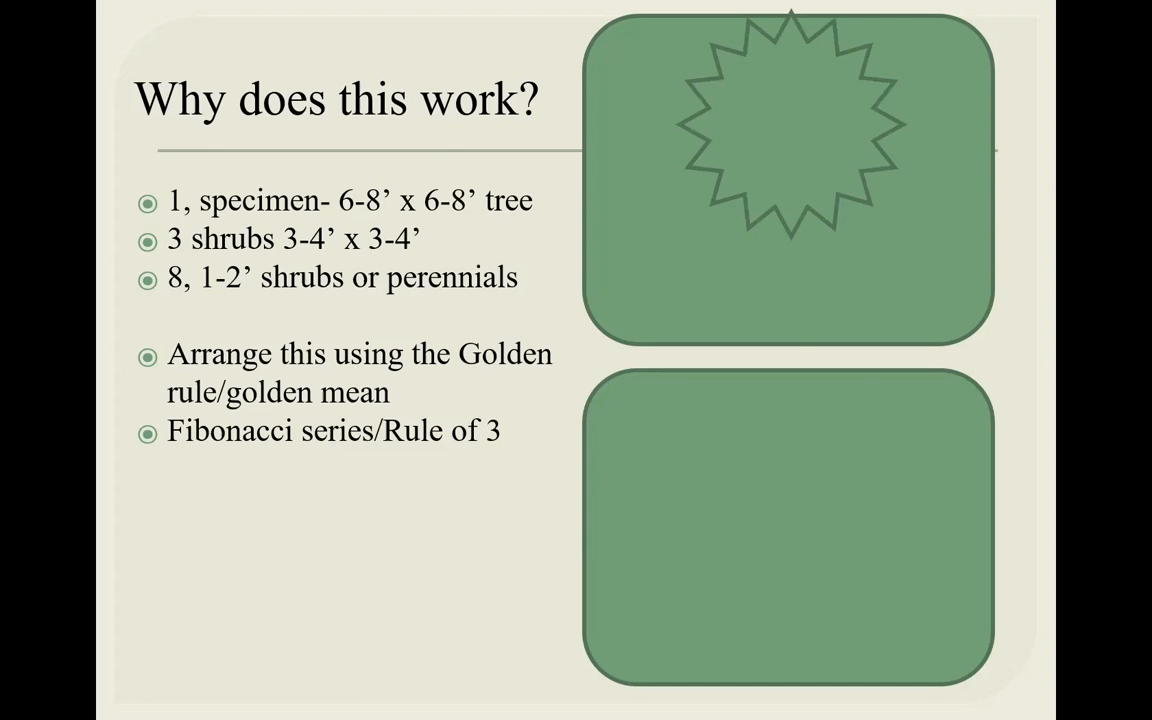 Why does this work?
1, specimen- 6-8’ x 6-8’ tree
3 shrubs 3-4’ x 3-4’
8, 1-2’ shrubs or perennials
Arrange this using the Golden
rule/golden mean
Fibonacci series/Rule of 3